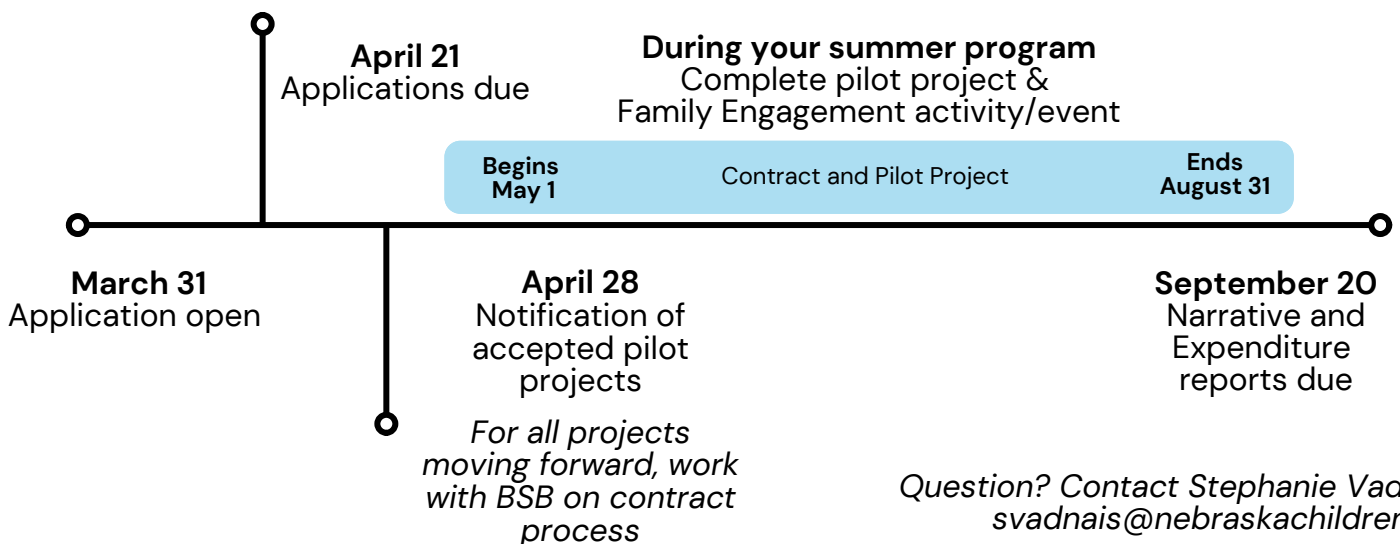 April 21
Applications due
During your summer program
Complete pilot project &
Family Engagement activity/event
Begins
May 1
Contract and Pilot Project
Ends
August 31
March 31
Application open
April 28
Notification of
accepted pilot
projects
For all projects
moving forward, work
with BSB on contract
process
September 20
Narrative and
Expenditure
reports due
Question? Contact Stephanie